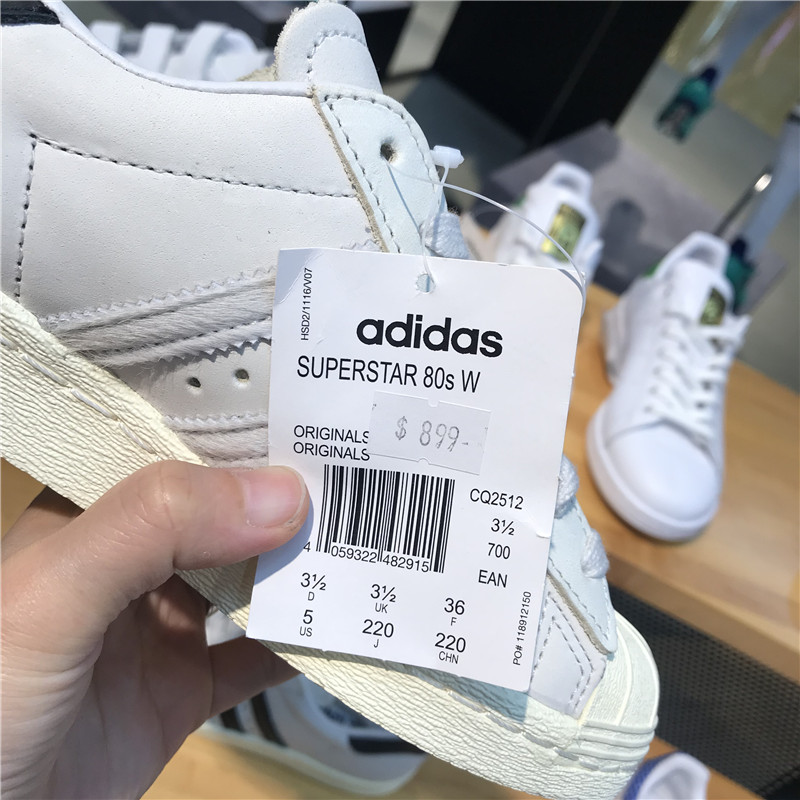 HSD2/1116/V07
adidas
SUPERSTAR 80s W
$ 899-
ORIGINALS
ORIGINALS
CQ2512
3½
700
EAN
4 059322 482915
3½ 3½ 36
D UK F
5 220 220
US J CHN
PO# 118912150